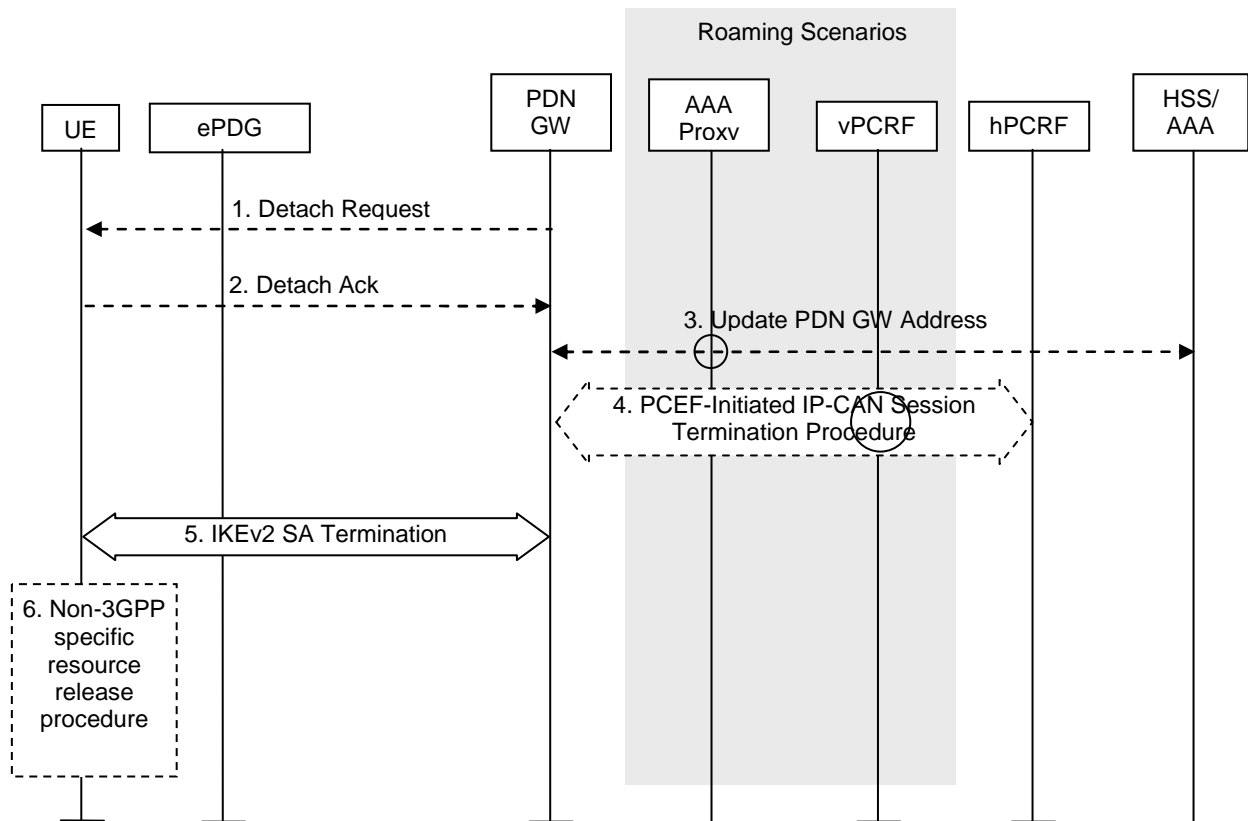 Roaming Scenarios
UE
ePDG
PDN
GW
AAA
Proxv
vPCRF
hPCRF
HSS/
AAA
1. Detach Request
2. Detach Ack
3. Update PDN GW Address
4. PCEF-Initiated IP-CAN Session
Termination Procedure
5. IKEv2 SA Termination
6. Non-3GPP
specific
resource
release
procedure